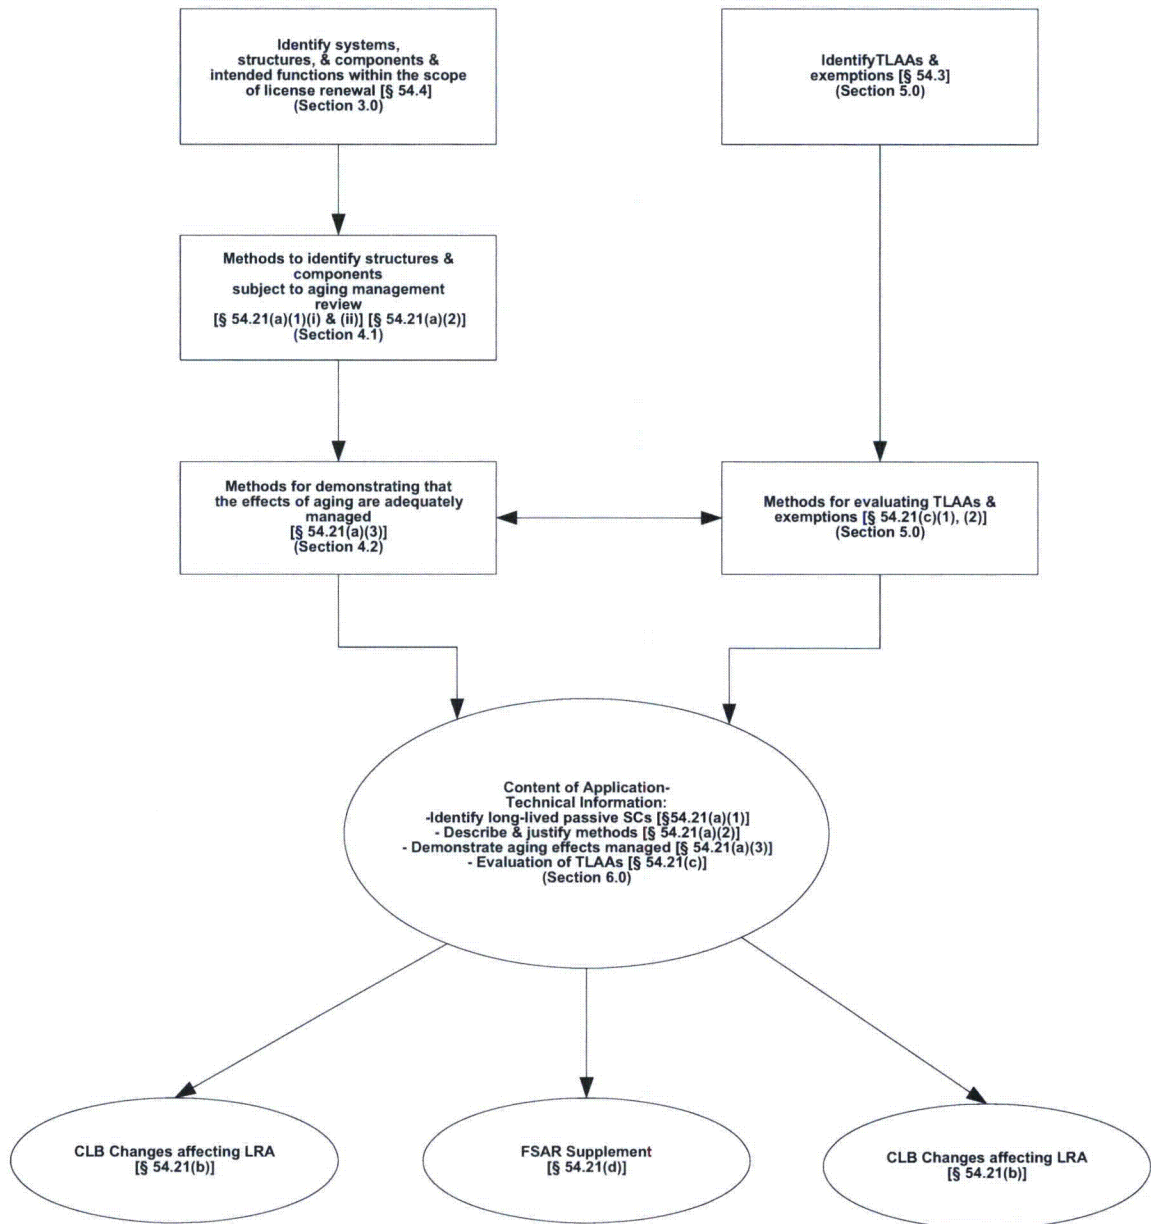 Identify systems,
structures, & components &
intended functions within the scope
of license renewal [§ 54.4]
(Section 3.0)
IdentifyTLAAs &
exemptions [§ 54.3]
(Section 5.0)
Methods to identify structures &
components
subject to aging management
review
[§ 54.21(a)(1)(i) & (ii)] [§ 54.21(a)(2)]
(Section 4.1)
Methods for demonstrating that
the effects of aging are adequately
managed
[§ 54.21(a)(3)]
(Section 4.2)
Methods for evaluating TLAAs &
exemptions [§ 54.21(c)(1), (2)]
(Section 5.0)
Content of Application-
Technical Information:
-Identify long-lived passive SCs [§54.21(a)(1)]
- Describe & justify methods [§ 54.21(a)(2)]
- Demonstrate aging effects managed [§ 54.21(a)(3)]
- Evaluation of TLAAs [§ 54.21(c)]
(Section 6.0)
CLB Changes affecting LRA
[§ 54.21(b)]
FSAR Supplement
[§ 54.21(d)]
CLB Changes affecting LRA
[§ 54.21(b)]